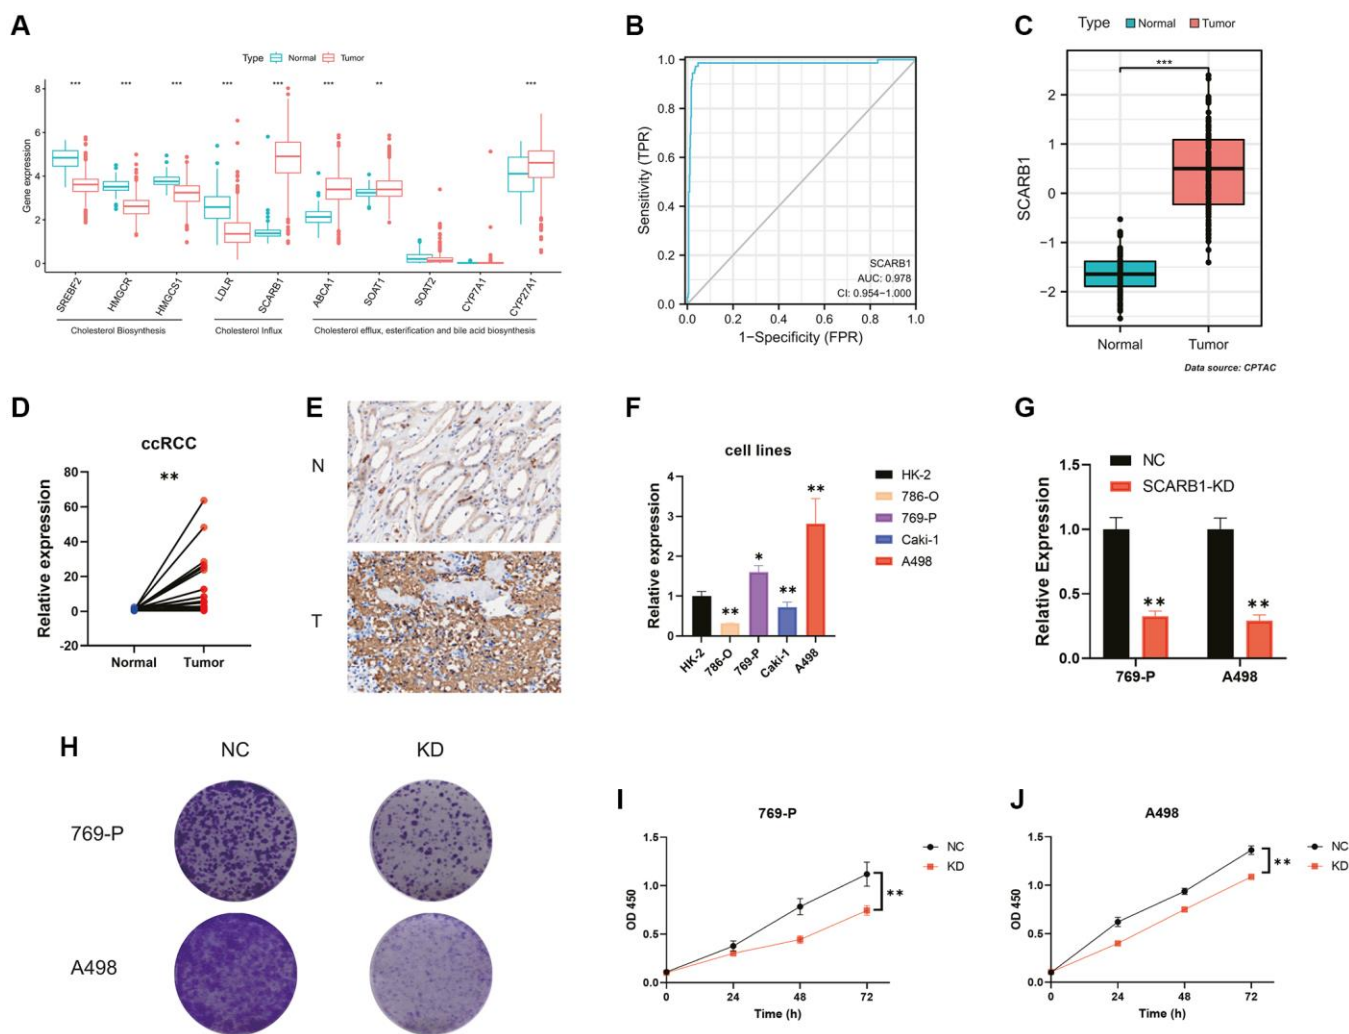 A
Type Normal Tumor
*** *** *** *** *** *** ** ***
8
6
4
2
0
Gene expression
SREBF2 HMGCR HMGCS1 LDLR SCARB1 ABCA1 SOAT1 SOAT2 CYP7A1 CYP27A1
Cholesterol Biosynthesis Cholesterol Influx Cholesterol efflux, esterification and bile acid biosynthesis
B
1.0
0.8
0.6
0.4
0.2
0.0
Sensitivity (TPR)
SCARB1
AUC: 0.978
CI: 0.954−1.000
0.0 0.2 0.4 0.6 0.8 1.0
1−Specificity (FPR)
C
Type Normal Tumor
***
2
1
0
−1
−2
SCARB1
Normal Tumor
Data source: CPTAC
D
ccRCC
**
80
60
40
20
0
-20
Relative expression
Normal Tumor
E
N
T
F
cell lines
4
3
2
1
0
Relative expression
** * ** **
HK-2 786-O 769-P Caki-1 A498
HK-2
786-O
769-P
Caki-1
A498
G
NC
SCARB1-KD
1.5
1.0
0.5
0.0
Relative Expression
** **
769-P A498
H
NC KD
769-P
A498
I
769-P
1.5
1.0
0.5
0.0
OD 450
NC
KD
**
0 24 48 72
Time (h)
J
A498
1.5
1.0
0.5
0.0
OD 450
NC
KD
**
0 24 48 72
Time (h)